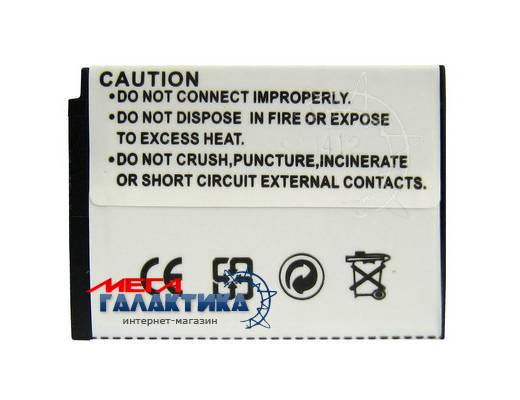 CAUTION
•DO NOT CONNECT IMPROPERLY.
•DO NOT DISPOSE IN FIRE OR EXPOSE
TO EXCESS HEAT.
•DO NOT CRUSH,PUNCTURE,INCINERATE
OR SHORT CIRCUIT EXTERNAL CONTACTS.
CE
МЕГА
ГАЛАКТИКА
интернет-магазин